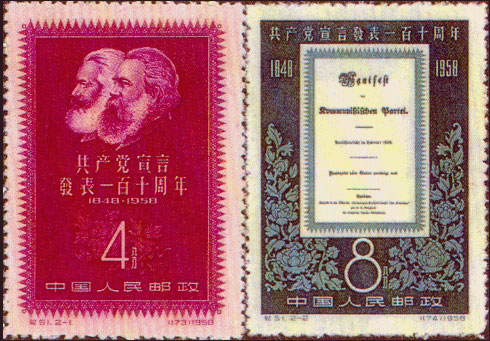 共产党宣言
發表一百十周年
1848-1958
4分
中国人民邮政
紀51.2-1
(173)1958
共产党宣言發表一百十周年
1848
1958
Manifest
der
Kommunistischen Partei.
Veröffentlicht im Februar 1848.
Proletarier aller Länder vereinigt euch
London.
8分
中国人民邮政
紀51.2-2
(174)1958